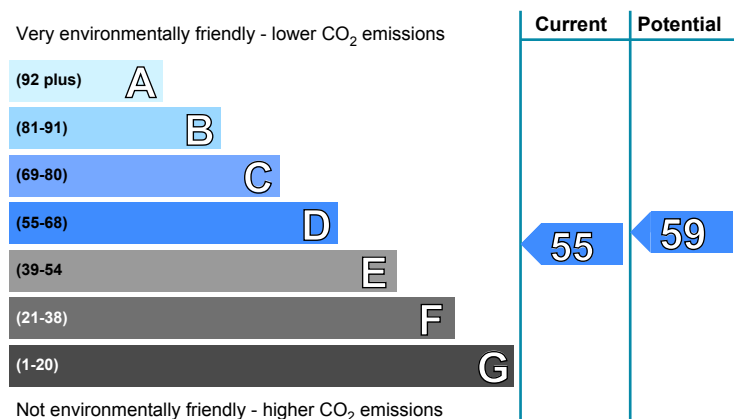 Current Potential
Very environmentally friendly - lower CO2 emissions
(92 plus) A
(81-91) B
(69-80) C
(55-68) D
55 59
(39-54 E
(21-38) F
(1-20) G
Not environmentally friendly - higher CO2 emissions